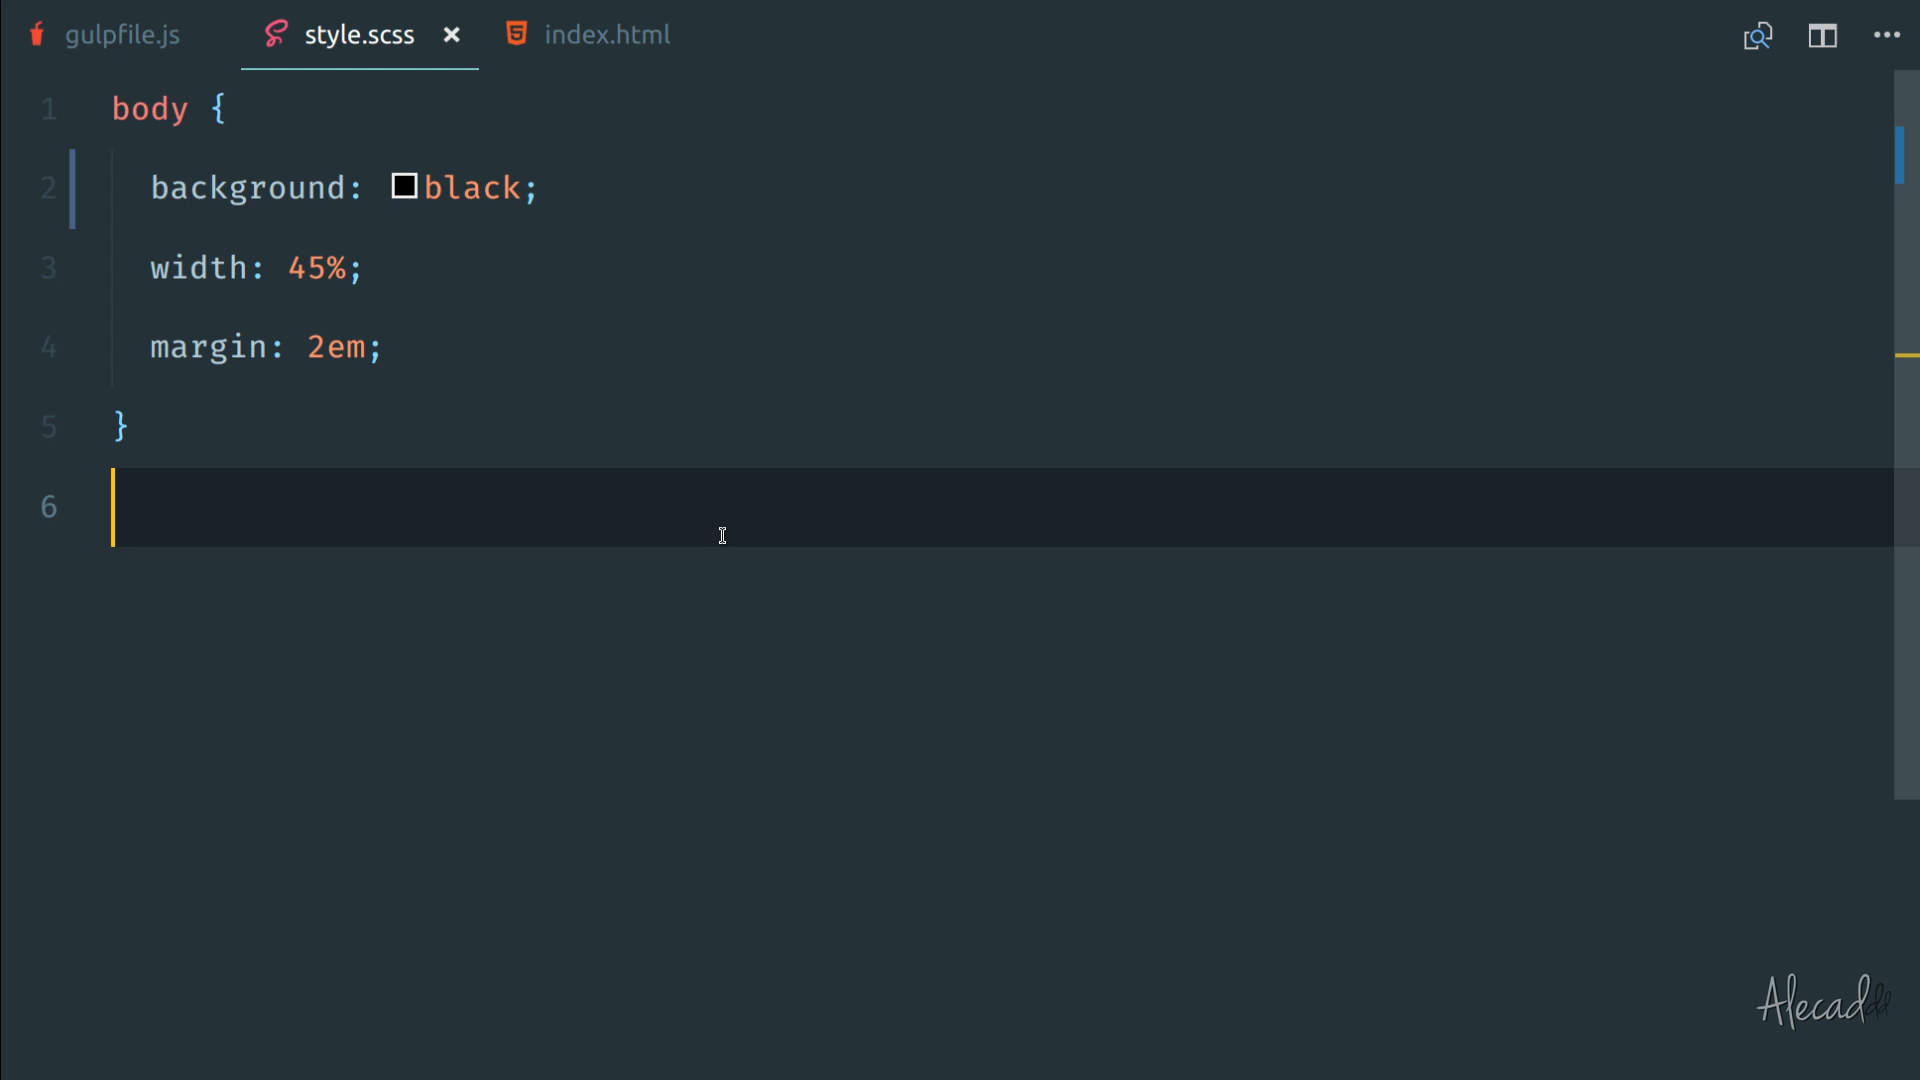 gulpfile.js style.scss × index.html
1 body {
2 background: black;
3 width: 45%;
4 margin: 2em;
5 }
6
Alecaddd